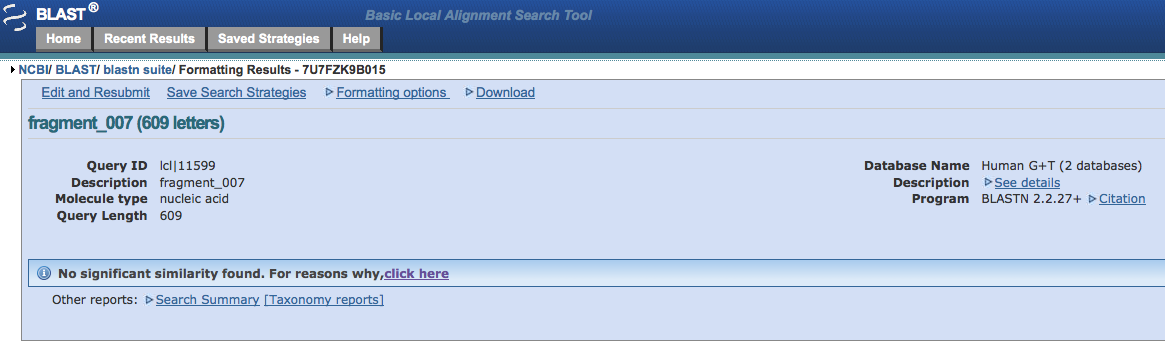 BLAST ® Basic Local Alignment Search Tool
Home Recent Results Saved Strategies Help
NCBI/ BLAST/ blastn suite/ Formatting Results - 7U7FZK9B015
Edit and Resubmit Save Search Strategies Formatting options Download
fragment_007 (609 letters)
Query ID lcl|11599 Database Name Human G+T (2 databases)
Description fragment_007 Description See details
Molecule type nucleic acid Program BLASTN 2.2.27+ Citation
Query Length 609
No significant similarity found. For reasons why,click here
Other reports: Search Summary [Taxonomy reports]